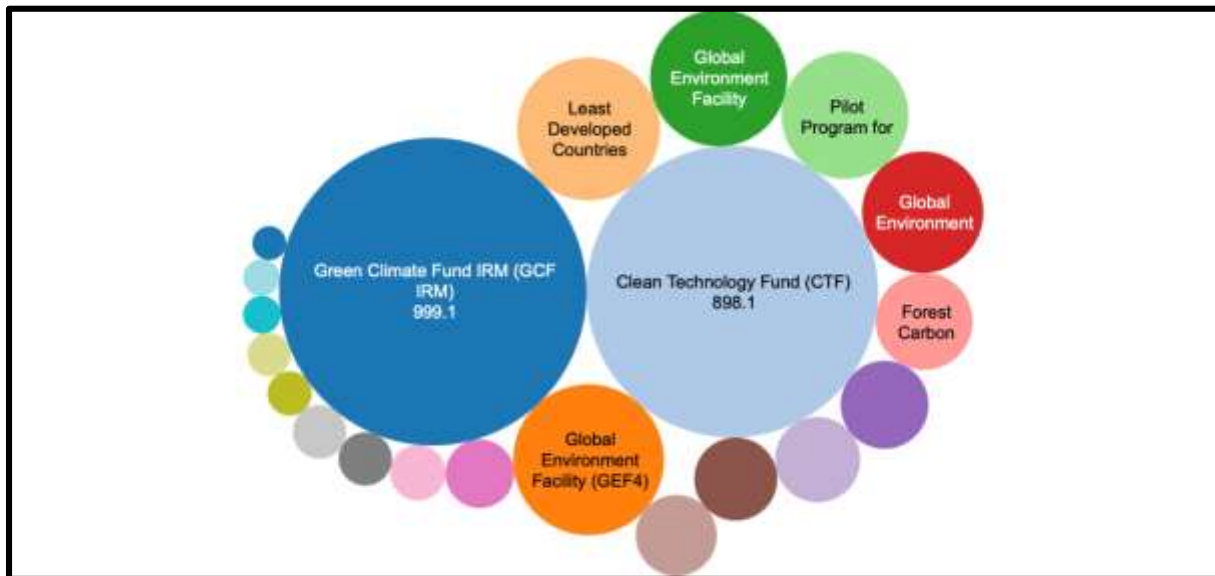 Global
Environment
Facility
Least
Developed
Countries
Pilot
Program for
Global
Environment
Green Climate Fund IRM (GCF
IRM)
999.1
Clean Technology Fund (CTF)
898.1
Forest
Carbon
Global
Environment
Facility (GEF4)